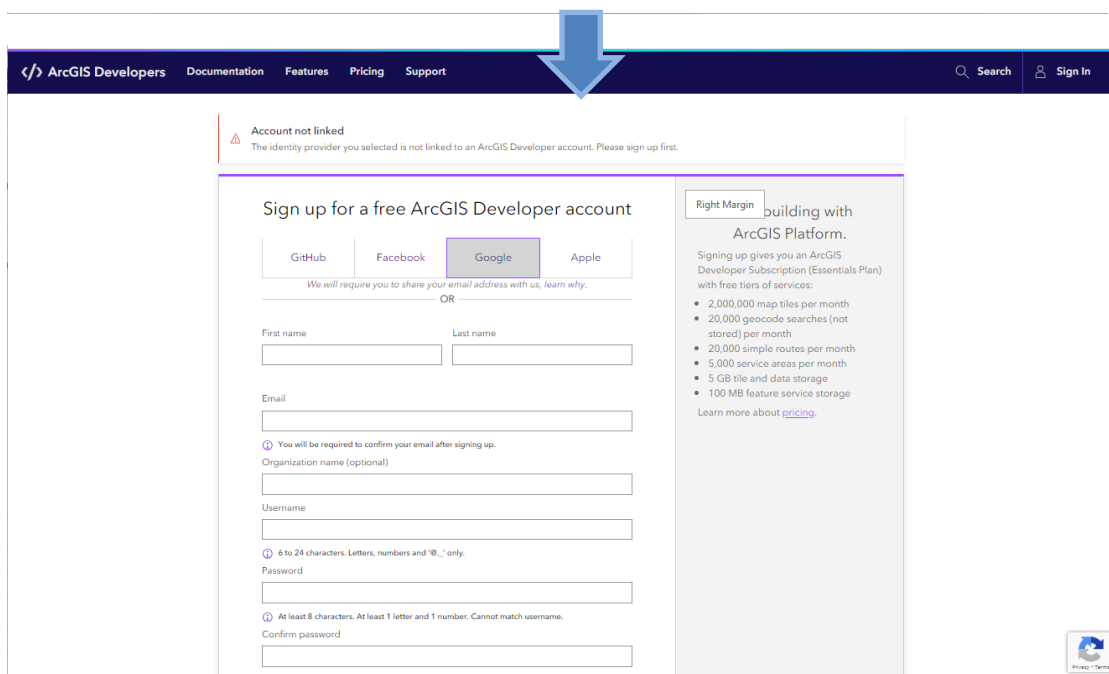 </> ArcGIS Developers Documentation Features Pricing Support Search Sign In
Account not linked
The identity provider you selected is not linked to an ArcGIS Developer account. Please sign up first.
Sign up for a free ArcGIS Developer account
GitHub Facebook Google Apple
We will require you to share your email address with us, learn why.
OR
First name Last name
Email
You will be required to confirm your email after signing up.
Organization name (optional)
Username
6 to 24 characters. Letters, numbers and '@._' only.
Password
At least 8 characters. At least 1 letter and 1 number. Cannot match username.
Confirm password
Right Margin
building with
ArcGIS Platform.
Signing up gives you an ArcGIS
Developer Subscription (Essentials Plan)
with free tiers of services:
• 2,000,000 map tiles per month
• 20,000 geocode searches (not
stored) per month
• 20,000 simple routes per month
• 5,000 service areas per month
• 5 GB tile and data storage
• 100 MB feature service storage
Learn more about pricing.
Privacy - Terms